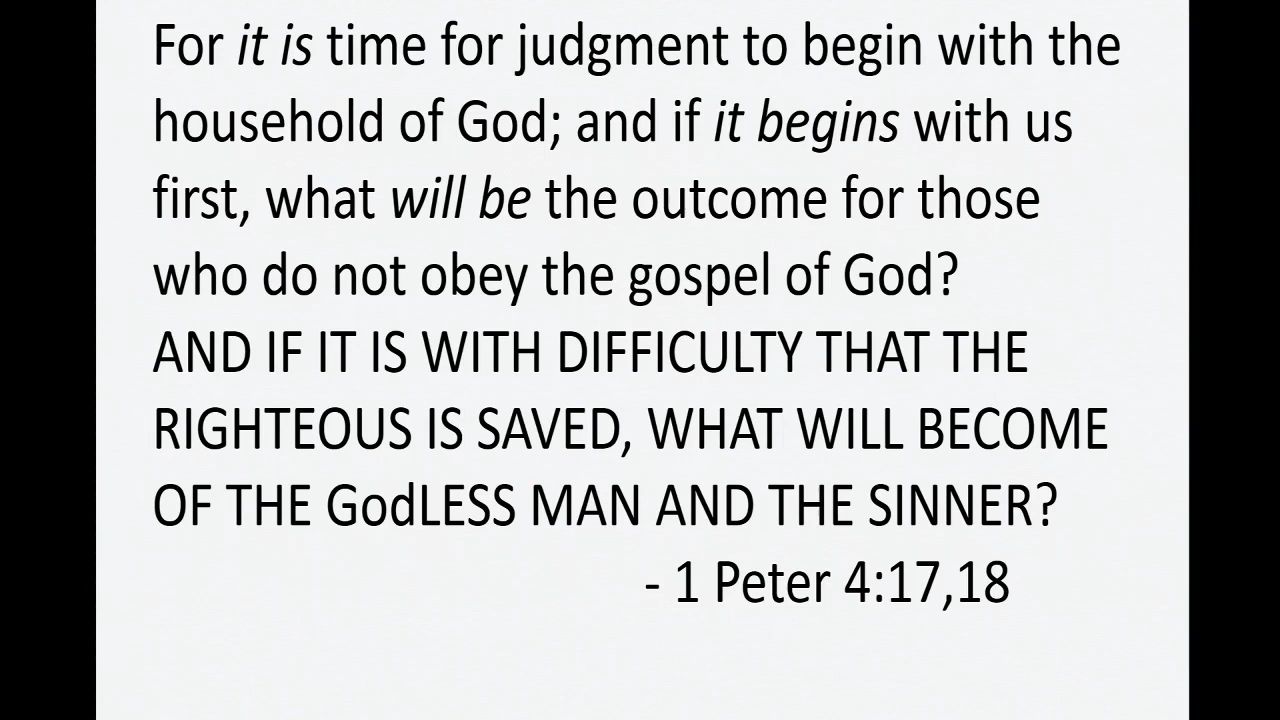 For it is time for judgment to begin with the
household of God; and if it begins with us
first, what will be the outcome for those
who do not obey the gospel of God?
AND IF IT IS WITH DIFFICULTY THAT THE
RIGHTEOUS IS SAVED, WHAT WILL BECOME
OF THE GodLESS MAN AND THE SINNER?
- 1 Peter 4:17,18